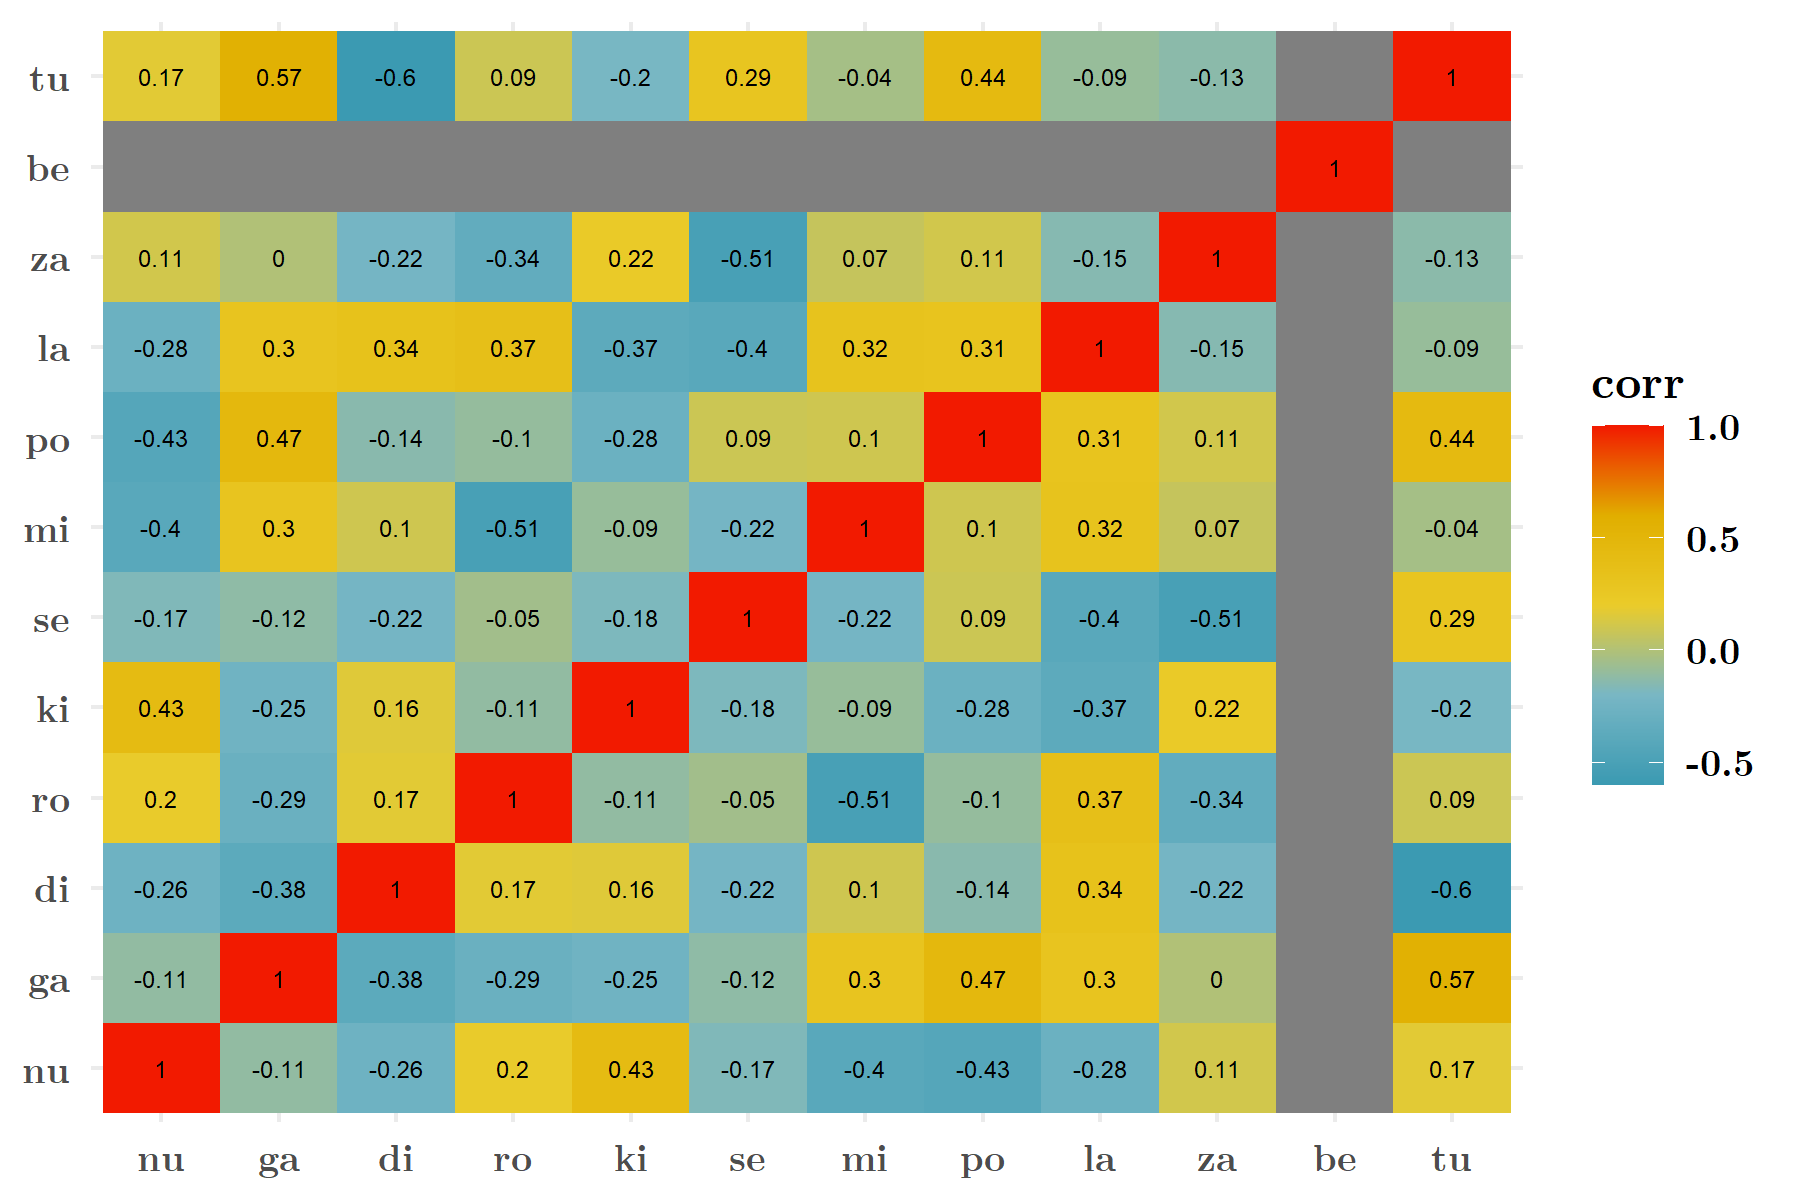 tu 0.17 0.57 -0.6 0.09 -0.2 0.29 -0.04 0.44 -0.09 -0.13 1
be 1
za 0.11 0 -0.22 -0.34 0.22 -0.51 0.07 0.11 -0.15 1 -0.13
la -0.28 0.3 0.34 0.37 -0.37 -0.4 0.32 0.31 1 -0.15 -0.09
po -0.43 0.47 -0.14 -0.1 -0.28 0.09 0.1 1 0.31 0.11 0.44
mi -0.4 0.3 0.1 -0.51 -0.09 -0.22 1 0.1 0.32 0.07 -0.04
se -0.17 -0.12 -0.22 -0.05 -0.18 1 -0.22 0.09 -0.4 -0.51 0.29
ki 0.43 -0.25 0.16 -0.11 1 -0.18 -0.09 -0.28 -0.37 0.22 -0.2
ro 0.2 -0.29 0.17 1 -0.11 -0.05 -0.51 -0.1 0.37 -0.34 0.09
di -0.26 -0.38 1 0.17 0.16 -0.22 0.1 -0.14 0.34 -0.22 -0.6
ga -0.11 1 -0.38 -0.29 -0.25 -0.12 0.3 0.47 0.3 0 0.57
nu 1 -0.11 -0.26 0.2 0.43 -0.17 -0.4 -0.43 -0.28 0.11 0.17
nu ga di ro ki se mi po la za be tu
corr
1.0
0.5
0.0
-0.5